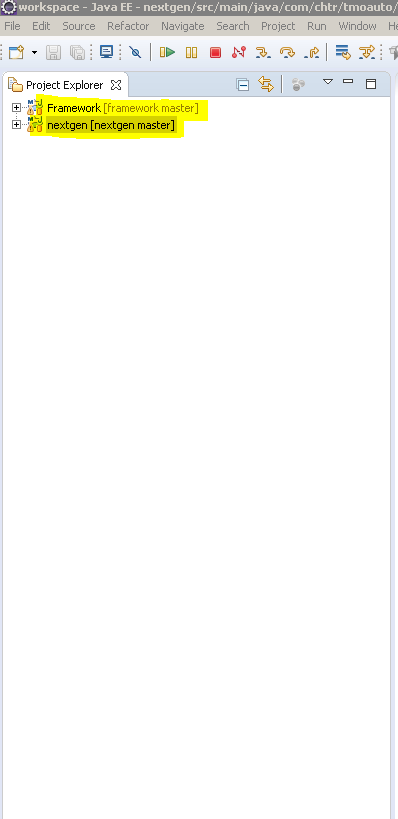 workspace - Java EE - nextgen/src/main/java/com/chtr/tmoauto/
File Edit Source Refactor Navigate Search Project Run Window He
Project Explorer
Framework [framework master]
nextgen [nextgen master]